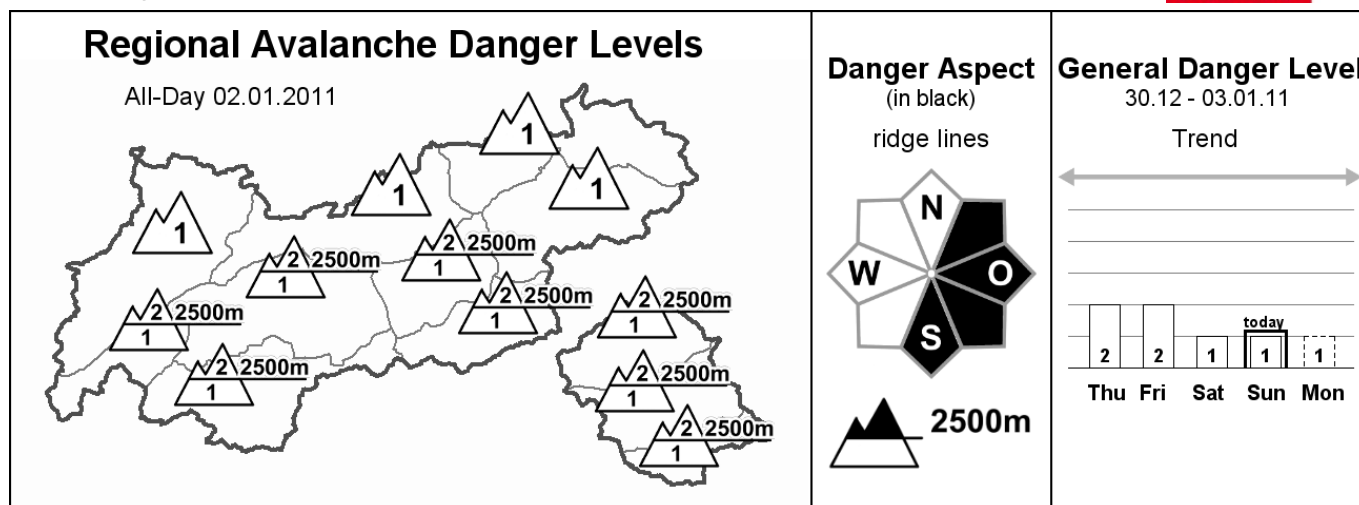 Regional Avalanche Danger Levels
All-Day 02.01.2011
1
1
1
1
2 2500m
1
2 2500m
1
2 2500m
1
2 2500m
1
2 2500m
1
2 2500m
1
2 2500m
1
2 2500m
1
Danger Aspect
(in black)
ridge lines
N
W O
S
2500m
General Danger Level
30.12 - 03.01.11
Trend
today
2 2 1 1 1
Thu Fri Sat Sun Mon